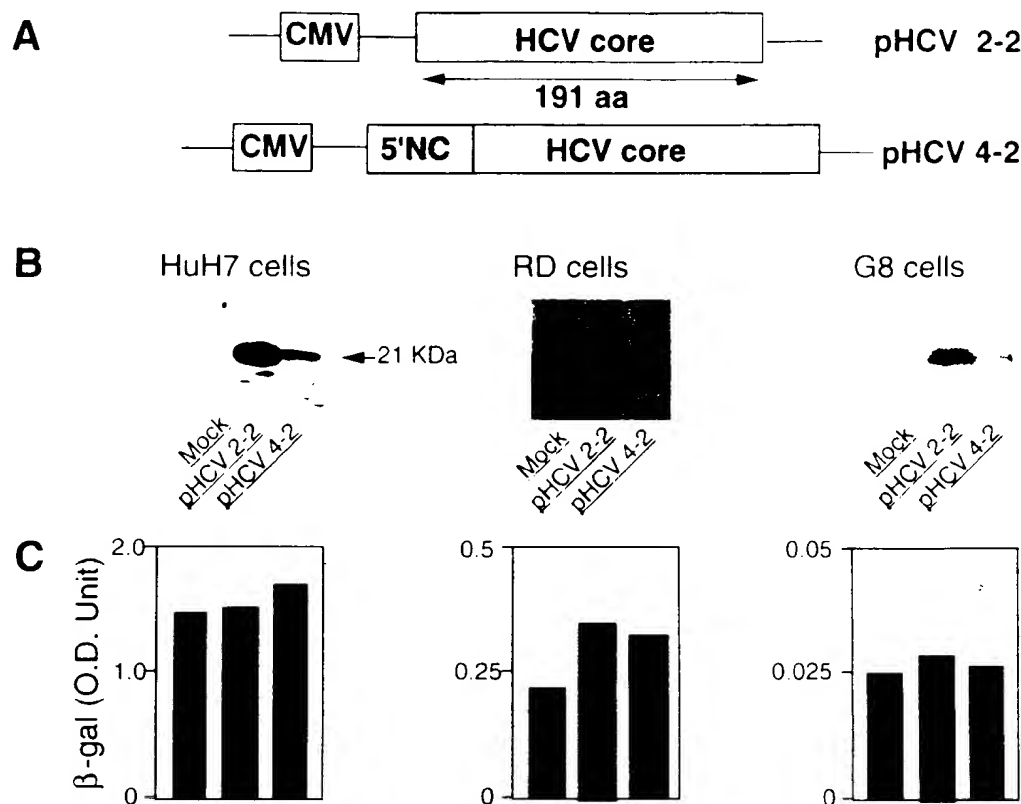 A
CMV
HCV core
pHCV 2-2
191 aa
CMV
5'NC
HCV core
pHCV 4-2
B
HuH7 cells
RD cells
G8 cells
21 KDa
Mock
pHCV 2-2
pHCV 4-2
Mock
pHCV 2-2
pHCV 4-2
Mock
pHCV 2-2
pHCV 4-2
C
β-gal (O.D. Unit)
2.0
1.0
0
0.5
0.25
0
0.05
0.025
0